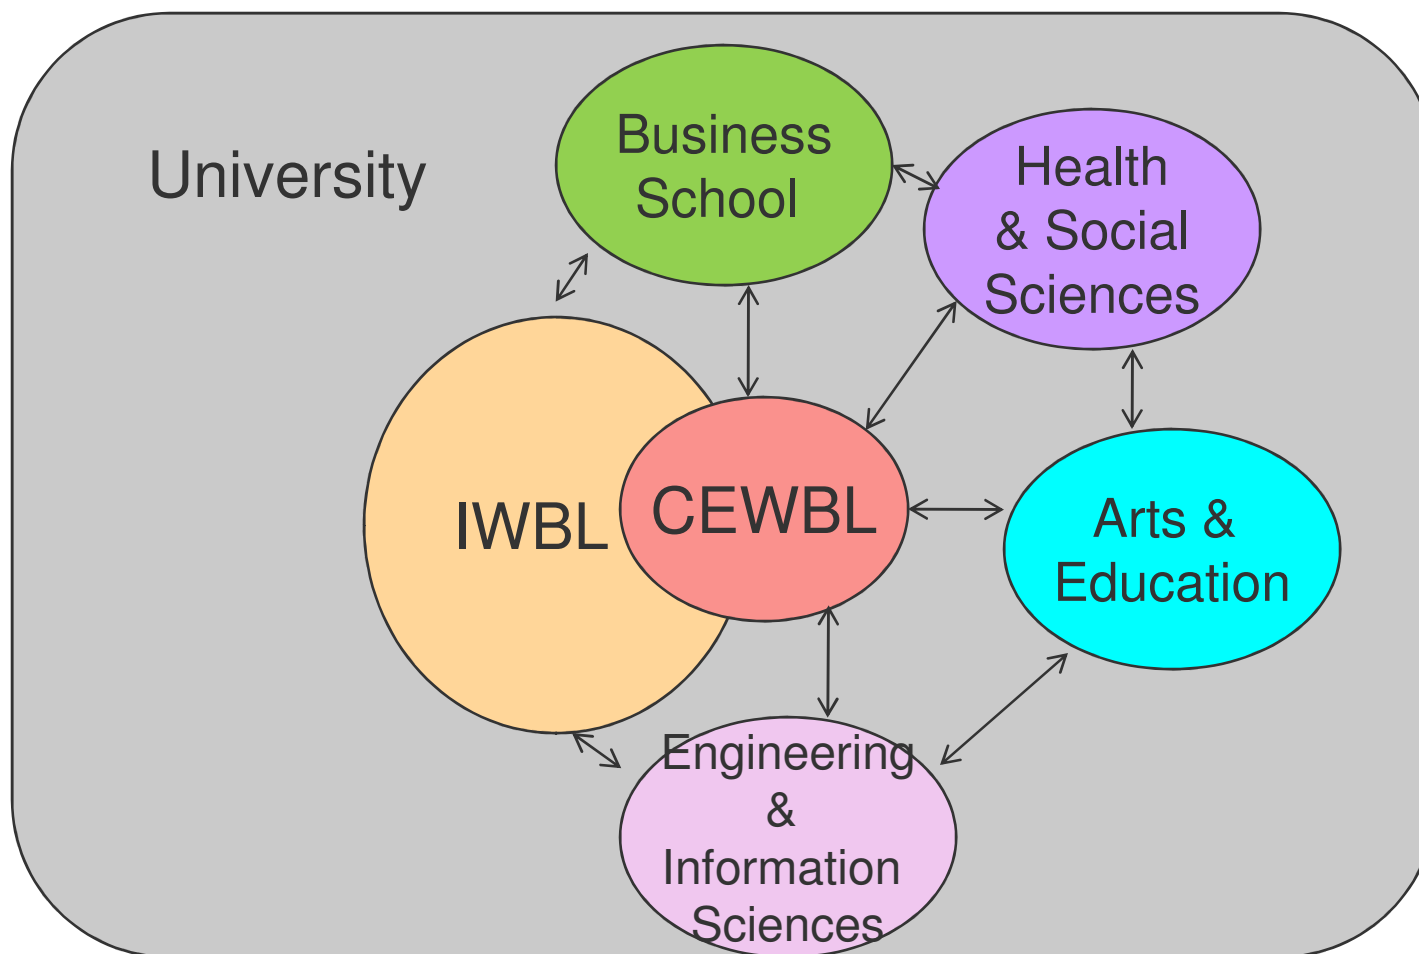 University
Business
School
Health
& Social
Sciences
IWBL
CEWBL
Arts &
Education
Engineering
&
Information
Sciences